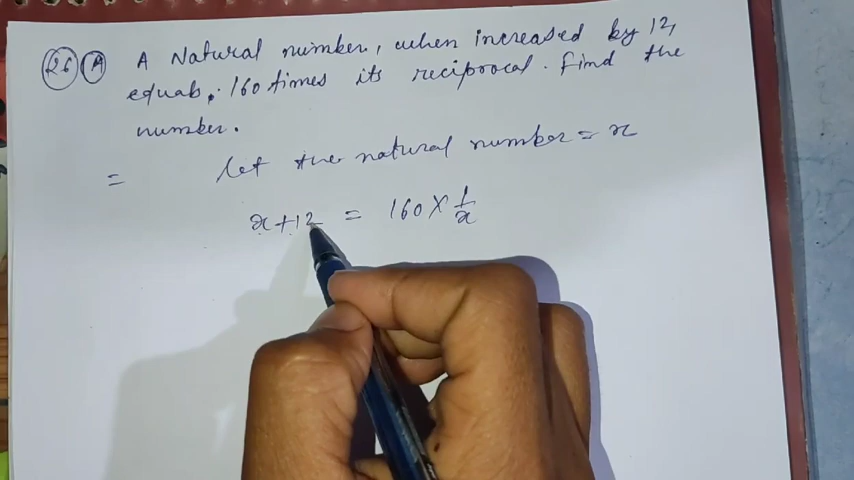 26 A A Natural number, when increased by 12,
equals, 160 times its reciprocal. Find the
number.
= let the natural number = x
x + 12 = 160 × 1/x